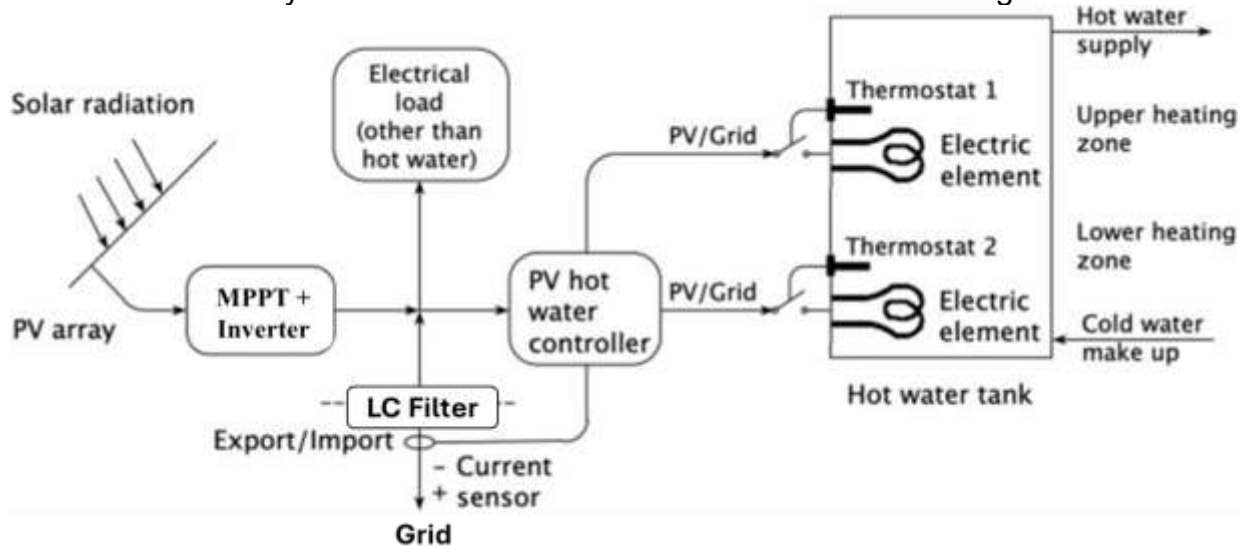 Hot water
supply
Electrical
load
(other than
hot water)
Solar radiation
Thermostat 1
PV/Grid
Electric
element
Upper heating
zone
Thermostat 2
Lower heating
zone
MPPT +
Inverter
PV array
PV hot
water
controller
PV/Grid
Electric
element
Cold water
make up
Hot water tank
LC Filter
Export/Import
- Current
+ sensor
Grid